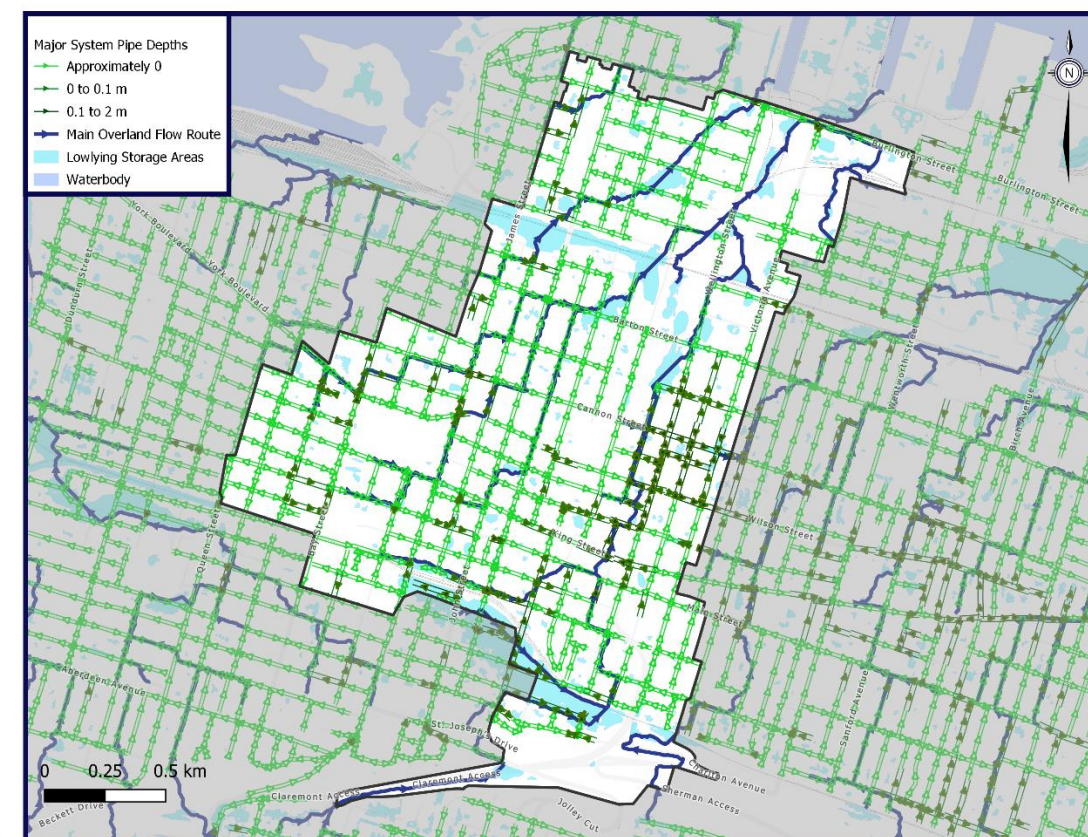 Major System Pipe Depths
Approximately 0
0 to 0.1 m
0.1 to 2 m
Main Overland Flow Route
Lowlying Storage Areas
Waterbody
N
Burlington Street
Burlington Street
James Street
York Boulevard
York Boulevard
Dundurn Street
Wellington Street
Victoria Avenue
Barton Street
Wentworth Street
Birch Avenue
Cannon Street
Wilson Street
King Street
Queen Street
Bay Street
John Street
Main Street
Aberdeen Avenue
Sanford Avenue
St. Joseph's Drive
Charlton Avenue
Claremont Access
Claremont Access
Sherman Access
Jolley Cut
Beckett Drive
0 0.25 0.5 km